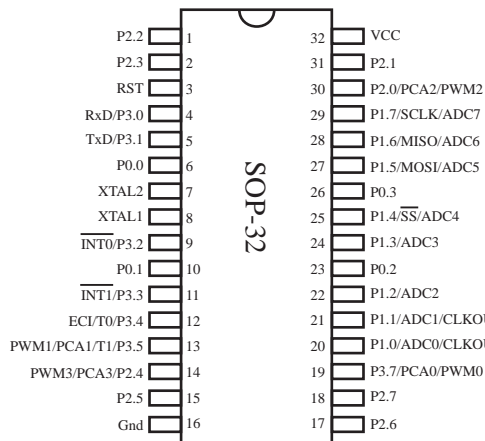 P2.2 1 32 VCC
P2.3 2 31 P2.1
RST 3 30 P2.0/PCA2/PWM2
RxD/P3.0 4 29 P1.7/SCLK/ADC7
TxD/P3.1 5 28 P1.6/MISO/ADC6
P0.0 6 27 P1.5/MOSI/ADC5
XTAL2 7 26 P0.3
XTAL1 8 25 P1.4/SS/ADC4
INT0/P3.2 9 24 P1.3/ADC3
P0.1 10 23 P0.2
INT1/P3.3 11 22 P1.2/ADC2
ECI/T0/P3.4 12 21 P1.1/ADC1/CLKOU
PWM1/PCA1/T1/P3.5 13 20 P1.0/ADC0/CLKOU
PWM3/PCA3/P2.4 14 19 P3.7/PCA0/PWM0
P2.5 15 18 P2.7
Gnd 16 17 P2.6
SOP-32